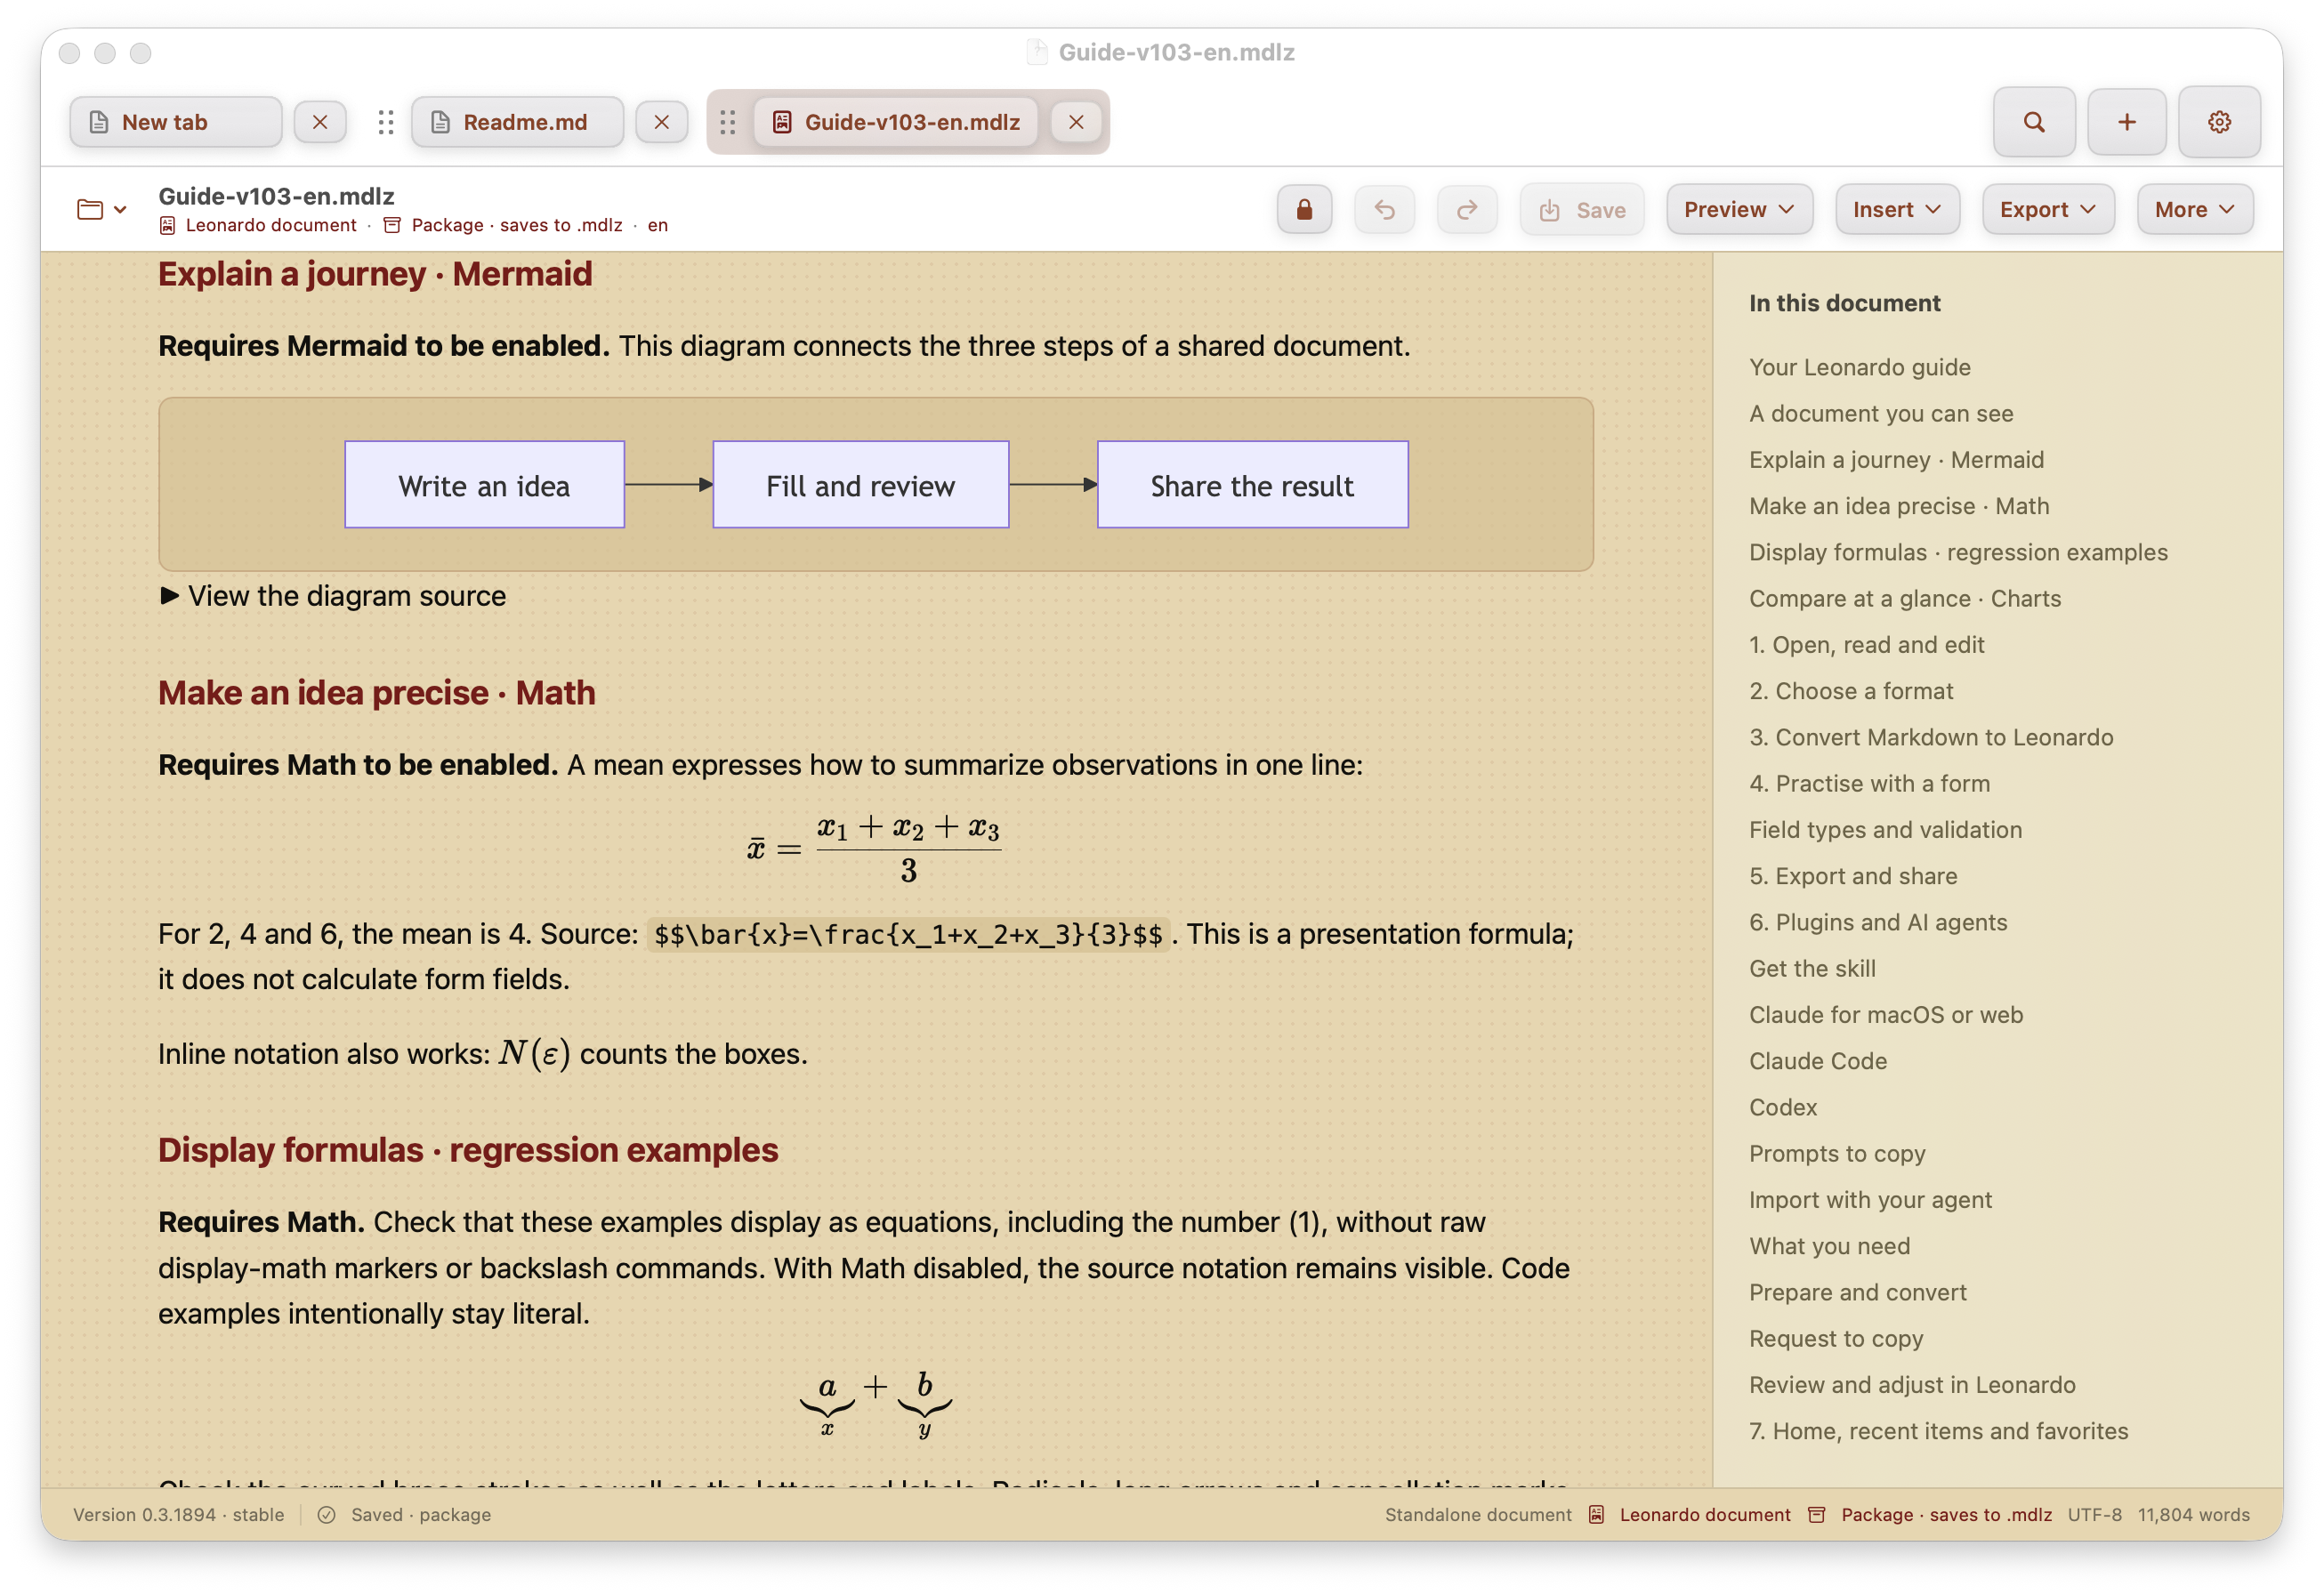 Guide-v103-en.mdlz
New tab
Readme.md
Guide-v103-en.mdlz
Guide-v103-en.mdlz
Leonardo document · Package · saves to .mdlz · en
Save
Preview
Insert
Export
More
Explain a journey · Mermaid
Requires Mermaid to be enabled. This diagram connects the three steps of a shared document.
Write an idea
Fill and review
Share the result
▶ View the diagram source
Make an idea precise · Math
Requires Math to be enabled. A mean expresses how to summarize observations in one line:
x̄ = (x₁ + x₂ + x₃) / 3
For 2, 4 and 6, the mean is 4. Source: $$\bar{x}=\frac{x_1+x_2+x_3}{3}$$. This is a presentation formula;
it does not calculate form fields.
Inline notation also works: N(ε) counts the boxes.
Display formulas · regression examples
Requires Math. Check that these examples display as equations, including the number (1), without raw
display-math markers or backslash commands. With Math disabled, the source notation remains visible. Code
examples intentionally stay literal.
a + b
x y
In this document
Your Leonardo guide
A document you can see
Explain a journey · Mermaid
Make an idea precise · Math
Display formulas · regression examples
Compare at a glance · Charts
1. Open, read and edit
2. Choose a format
3. Convert Markdown to Leonardo
4. Practise with a form
Field types and validation
5. Export and share
6. Plugins and AI agents
Get the skill
Claude for macOS or web
Claude Code
Codex
Prompts to copy
Import with your agent
What you need
Prepare and convert
Request to copy
Review and adjust in Leonardo
7. Home, recent items and favorites
Version 0.3.1894 · stable
Saved · package
Standalone document
Leonardo document
Package · saves to .mdlz
UTF-8
11,804 words